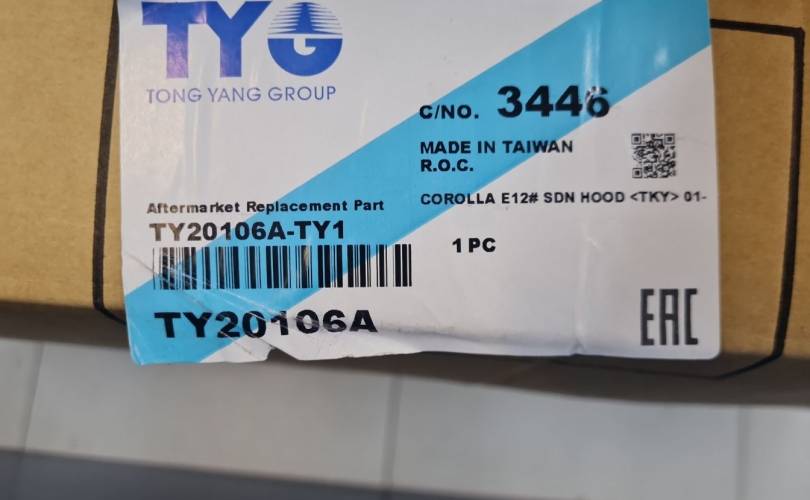 TYG
TONG YANG GROUP
C/NO. 3446
MADE IN TAIWAN
R.O.C.
COROLLA E12# SDN HOOD <TKY> 01-
Aftermarket Replacement Part
TY20106A-TY1
1 PC
TY20106A
EAC